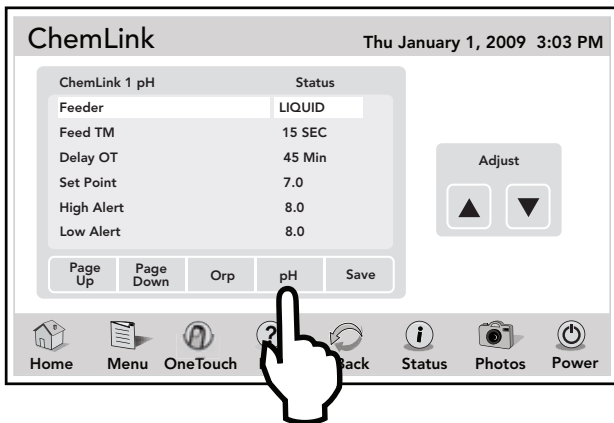 ChemLink
Thu January 1, 2009 3:03 PM
ChemLink 1 pH Status
Feeder LIQUID
Feed TM 15 SEC
Delay OT 45 Min
Set Point 7.0
High Alert 8.0
Low Alert 8.0
Adjust
Page Up
Page Down
Orp
pH
Save
Home
Menu
OneTouch
?
Back
i
Status
Photos
Power